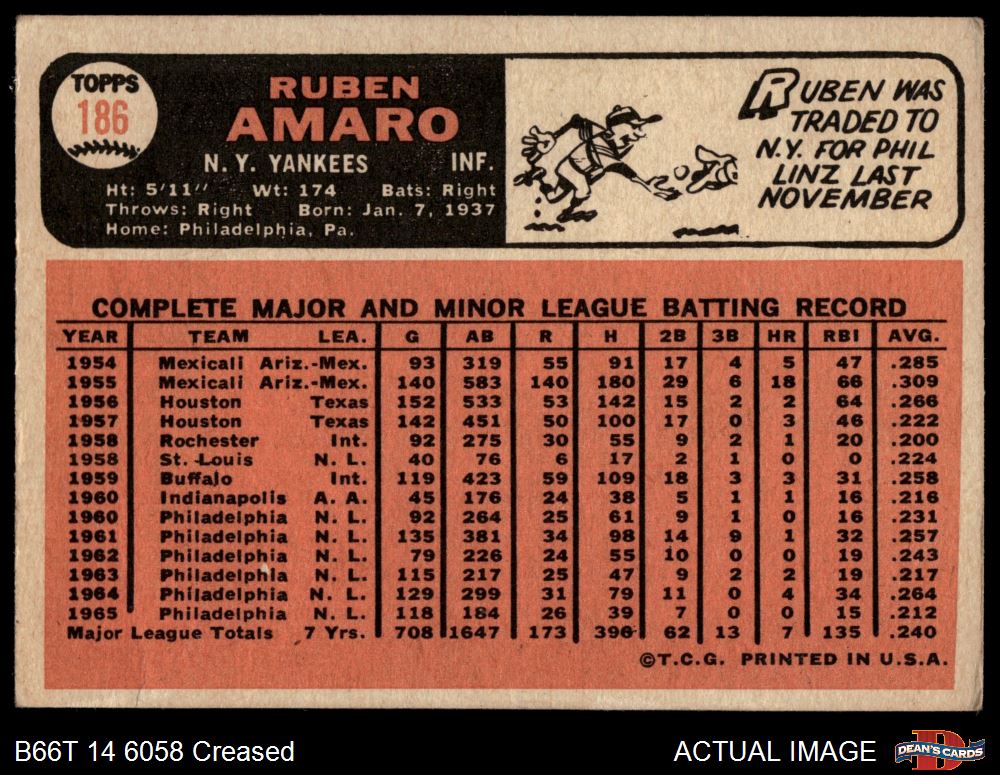 TOPPS
186
RUBEN
AMARO
N. Y. YANKEES INF.
Ht: 5'11" Wt: 174 Bats: Right
Throws: Right Born: Jan. 7, 1937
Home: Philadelphia, Pa.
RUBEN WAS
TRADED TO
N.Y. FOR PHIL
LINZ LAST
NOVEMBER
COMPLETE MAJOR AND MINOR LEAGUE BATTING RECORD
YEAR TEAM LEA. G AB R H 2B 3B HR RBI AVG.
1954 Mexicali Ariz.-Mex. 93 319 55 91 17 4 5 47 .285
1955 Mexicali Ariz.-Mex. 140 583 140 180 29 6 18 66 .309
1956 Houston Texas 152 533 53 142 15 2 2 64 .266
1957 Houston Texas 142 451 50 100 17 0 3 46 .222
1958 Rochester Int. 92 275 30 55 9 2 1 20 .200
1958 St. Louis N. L. 40 76 6 17 2 1 0 0 .224
1959 Buffalo Int. 119 423 59 109 18 3 3 31 .258
1960 Indianapolis A. A. 45 176 24 38 5 1 1 16 .216
1960 Philadelphia N. L. 92 264 25 61 9 1 0 16 .231
1961 Philadelphia N. L. 135 381 34 98 14 9 1 32 .257
1962 Philadelphia N. L. 79 226 24 55 10 0 0 19 .243
1963 Philadelphia N. L. 115 217 25 47 9 2 2 19 .217
1964 Philadelphia N. L. 129 299 31 79 11 0 4 34 .264
1965 Philadelphia N. L. 118 184 26 39 7 0 0 15 .212
Major League Totals 7 Yrs. 708 1647 173 396 62 13 7 135 .240
©T.C.G. PRINTED IN U.S.A.
B66T 14 6058 Creased
ACTUAL IMAGE
DEAN'S CARDS